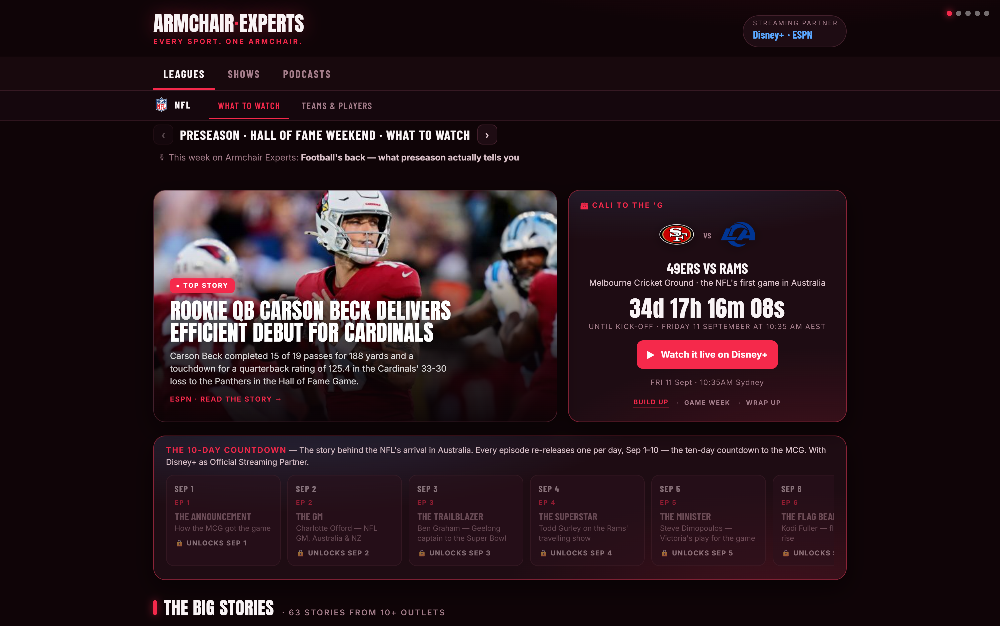 ARMCHAIR·EXPERTS
EVERY SPORT. ONE ARMCHAIR.
STREAMING PARTNER
Disney+ · ESPN
LEAGUES SHOWS PODCASTS
NFL WHAT TO WATCH TEAMS & PLAYERS
‹ PRESEASON · HALL OF FAME WEEKEND · WHAT TO WATCH ›
This week on Armchair Experts: Football's back — what preseason actually tells you
CARDINALS
● TOP STORY
ROOKIE QB CARSON BECK DELIVERS
EFFICIENT DEBUT FOR CARDINALS
Carson Beck completed 15 of 19 passes for 188 yards and a
touchdown for a quarterback rating of 125.4 in the Cardinals' 33-30
loss to the Panthers in the Hall of Fame Game.
ESPN · READ THE STORY →
CALI TO THE 'G
SF VS LA
49ERS VS RAMS
Melbourne Cricket Ground · the NFL's first game in Australia
34d 17h 16m 08s
UNTIL KICK-OFF · FRIDAY 11 SEPTEMBER AT 10:35 AM AEST
▶ Watch it live on Disney+
FRI 11 Sept · 10:35AM Sydney
BUILD UP → GAME WEEK → WRAP UP
THE 10-DAY COUNTDOWN — The story behind the NFL's arrival in Australia. Every episode re-releases one per day, Sep 1–10 — the ten-day countdown to the MCG. With
Disney+ as Official Streaming Partner.
SEP 1
EP 1
THE ANNOUNCEMENT
How the MCG got the game
UNLOCKS SEP 1
SEP 2
EP 2
THE GM
Charlotte Offord — NFL
GM, Australia & NZ
UNLOCKS SEP 2
SEP 3
EP 3
THE TRAILBLAZER
Ben Graham — Geelong
captain to the Super Bowl
UNLOCKS SEP 3
SEP 4
EP 4
THE SUPERSTAR
Todd Gurley on the Rams'
travelling show
UNLOCKS SEP 4
SEP 5
EP 5
THE MINISTER
Steve Dimopoulos —
Victoria's play for the game
UNLOCKS SEP 5
SEP 6
EP 6
THE FLAG
Kodi Fuller —
rise
UNLOCKS
THE BIG STORIES · 63 STORIES FROM 10+ OUTLETS